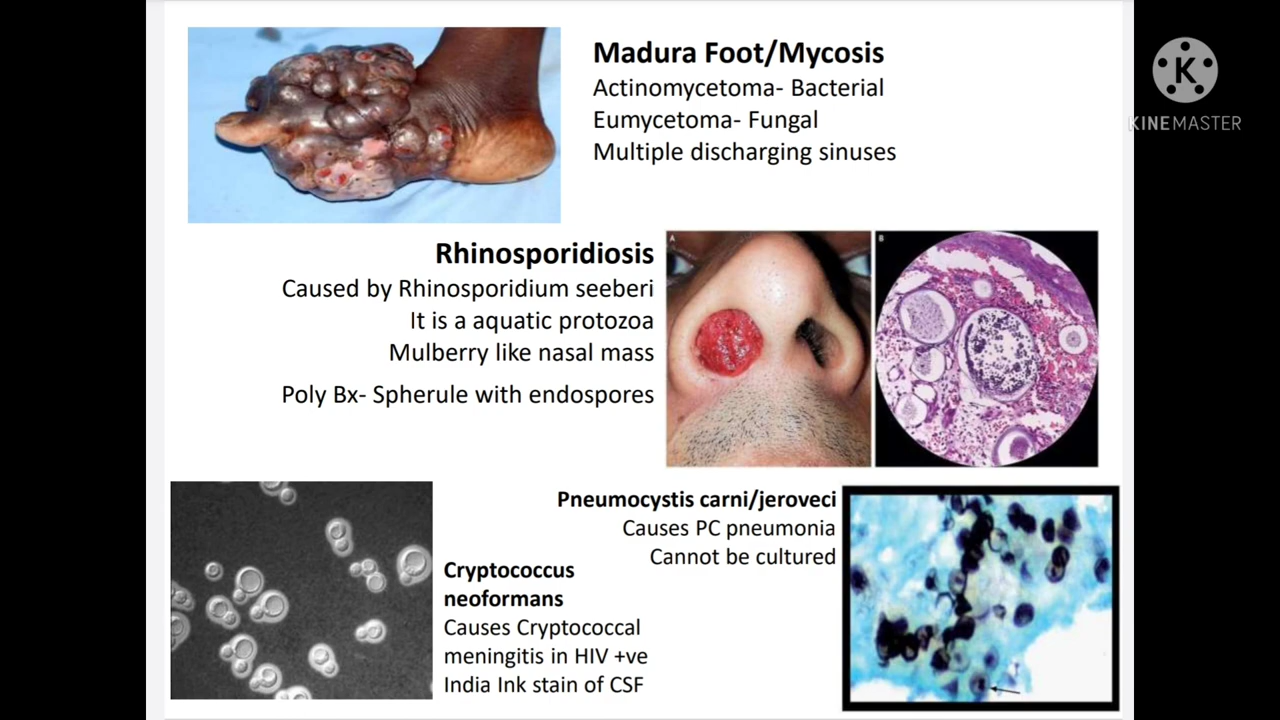 Madura Foot/Mycosis
Actinomycetoma- Bacterial
Eumycetoma- Fungal
Multiple discharging sinuses
K
KINEMASTER
Rhinosporidiosis
Caused by Rhinosporidium seeberi
It is a aquatic protozoa
Mulberry like nasal mass
Poly Bx- Spherule with endospores
A
B
Pneumocystis carni/jeroveci
Causes PC pneumonia
Cannot be cultured
Cryptococcus
neoformans
Causes Cryptococcal
meningitis in HIV +ve
India Ink stain of CSF